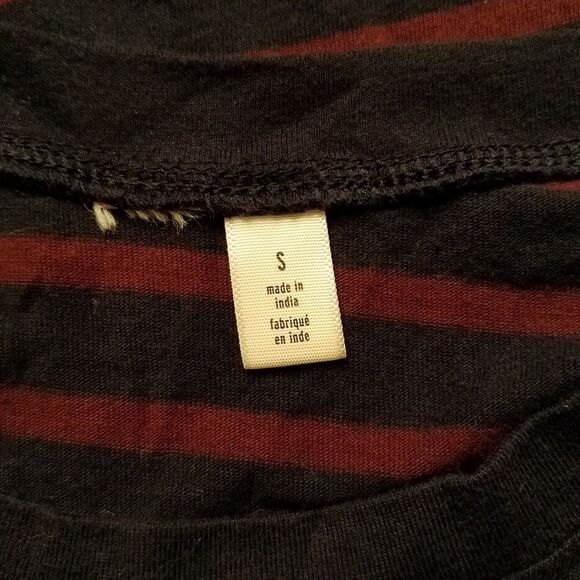 S
made in
india
fabriqué
en inde